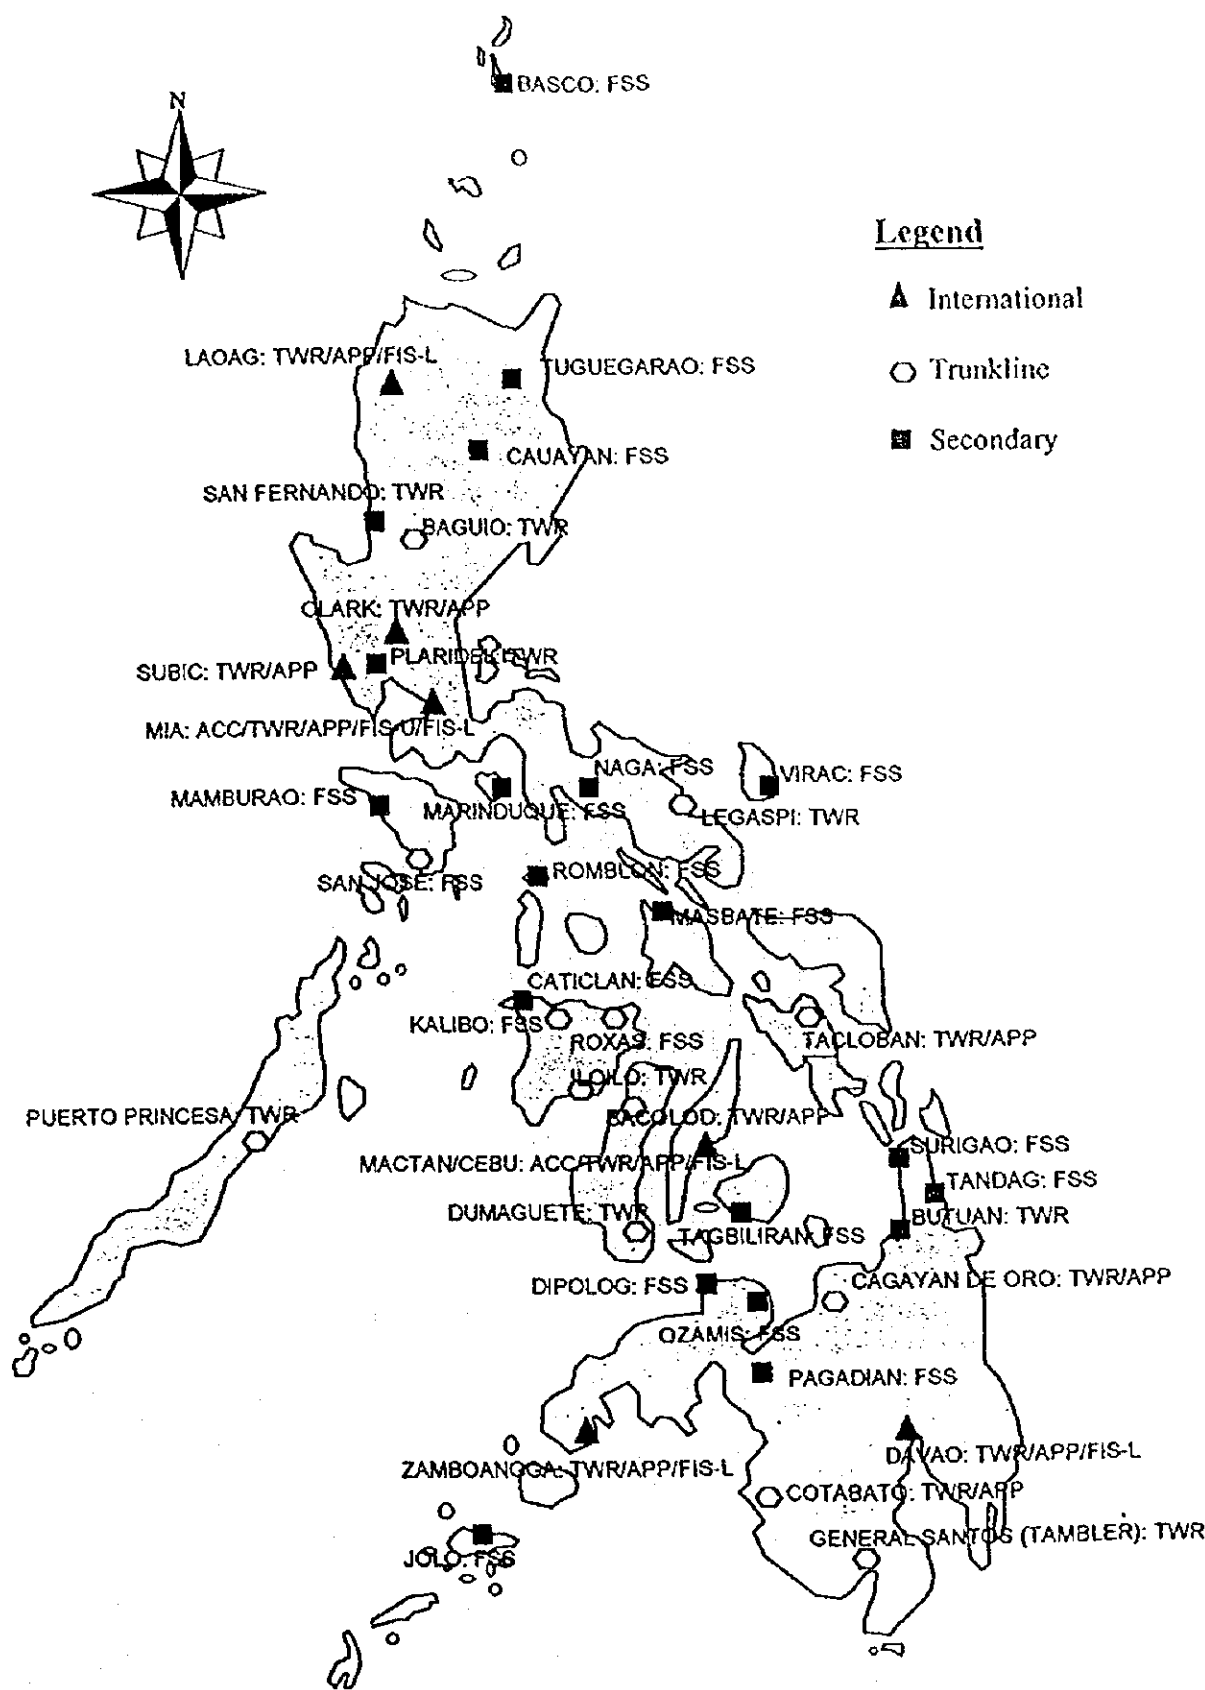 BASCO: FSS
N
Legend
International
Trunkline
Secondary
LAOAG: TWR/APP/FIS-L
TUGUEGARAO: FSS
CAUAYAN: FSS
SAN FERNANDO: TWR
BAGUIO: TWR
CLARK: TWR/APP
PLARIDEL: TWR
SUBIC: TWR/APP
MIA: ACC/TWR/APP/FIS-U/FIS-L
NAGA: FSS
VIRAC: FSS
MAMBURAO: FSS
MARINDUQUE: FSS
LEGASPI: TWR
ROMBLON: FSS
SAN JOSE: FSS
MASBATE: FSS
CATICLAN: FSS
KALIBO: FSS
ROXAS: FSS
TACLOBAN: TWR/APP
ILOILO: TWR
PUERTO PRINCESA: TWR
BACOLOD: TWR/APP
SURIGAO: FSS
MACTAN/CEBU: ACC/TWR/APP/FIS-L
TANDAG: FSS
DUMAGUETE: TWR
BUTUAN: TWR
TAGBILIRAN: FSS
DIPOLOG: FSS
CAGAYAN DE ORO: TWR/APP
OZAMIS: FSS
PAGADIAN: FSS
DAVAO: TWR/APP/FIS-L
ZAMBOANGGA: TWR/APP/FIS-L
COTABATO: TWR/APP
GENERAL SANTOS (TAMBLER): TWR
JOLO: FSS